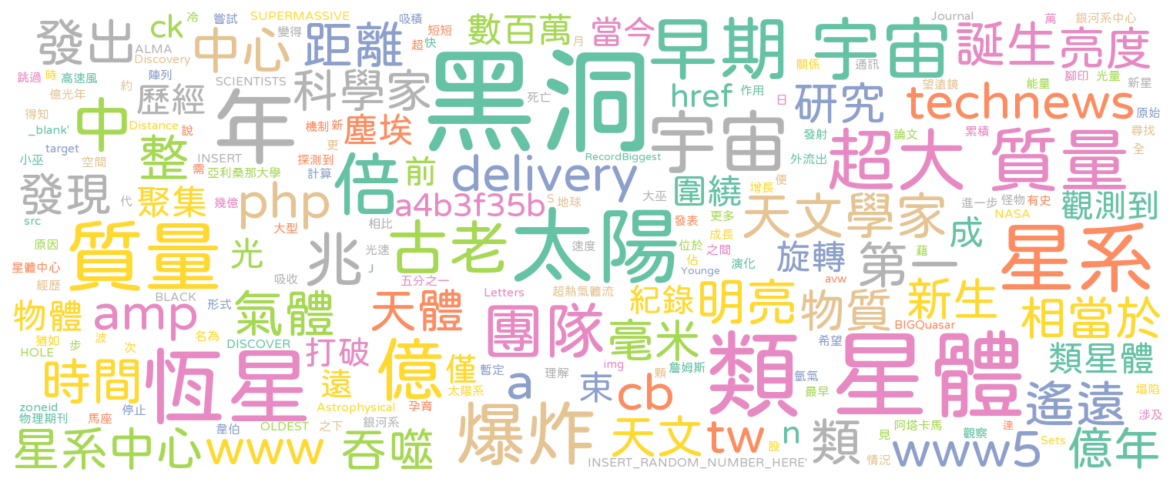 發出
ck
冷
嘗試
SUPERMASSIVE
吸積
短短
數百萬
月
當今
早期
宇宙
Journal
萬
銀河系中心
ALMA
Discovery
中心
距離
超
快
黑洞
關係
通訊
誕生
亮度
跳過
時
高速風
陣列
變得
SCIENTISTS
科學家
死亡
href
作用
望遠鏡
能量
腳印
光量
新星
億光年
約
歷經
年
日
研究
technews
原始
得知
_blank'
Distance
說
機制
新
塵埃
更
宇宙
發射
論文
累積
尋找
全
target
中
整
INSERT
需
探測到
計算
RecordBiggest
外流出
超大
質量
小巫
空間
亞利桑那大學
倍
前
delivery
大巫
圍繞
增長
便
進一步
怪物
有史
發現
代
聚集
幾億
php
a4b3f35b
S
地球
發表
更多
天文學家
NASA
觀測到
src
大型
相比
古老
太陽
成長
成
原因
質量
光
兆
光速
速度
位於
之間
旋轉
第一
藉
星系
星體中心
吸收
J
佔
演化
經歷
五分之一
Younge
avw
物體
amp
BLACK
形式
氣體
天體
Letters
超熱氣體流
紀錄
明亮
物質
新生
相當於
猶如
步
波
次
名為
DISCOVER
團隊
毫米
BIGQuasar
HOLE
打破
億
僅
img
詹姆斯
希望
類星體
時間
恆星
遠
暫定
理解
氫氣
類星體
太陽系
a
束
cb
類
最早
塌陷
zoneid
Astrophysical
孕育
遙遠
涉及
物理期刊
馬座
停止
韋伯
OLDEST
之下
銀河系
爆炸
天文
tw
n
股
類
見
阿塔卡馬
觀察
達
星系中心
www
吞噬
INSERT_RANDOM_NUMBER_HERE'
情況
www5
Sets
億年